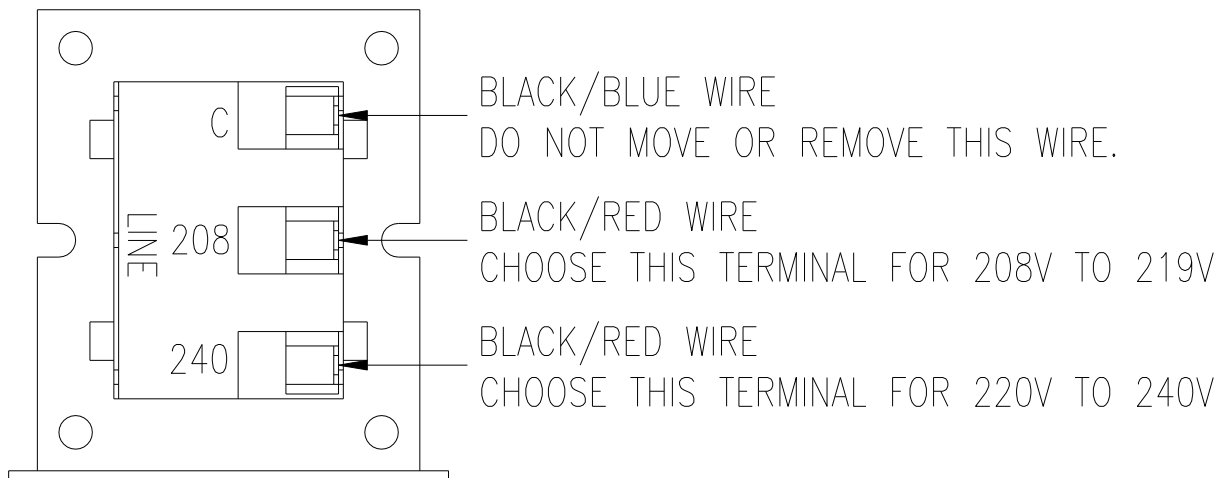 C
BLACK/BLUE WIRE
DO NOT MOVE OR REMOVE THIS WIRE.
LINE
208
BLACK/RED WIRE
CHOOSE THIS TERMINAL FOR 208V TO 219V
240
BLACK/RED WIRE
CHOOSE THIS TERMINAL FOR 220V TO 240V